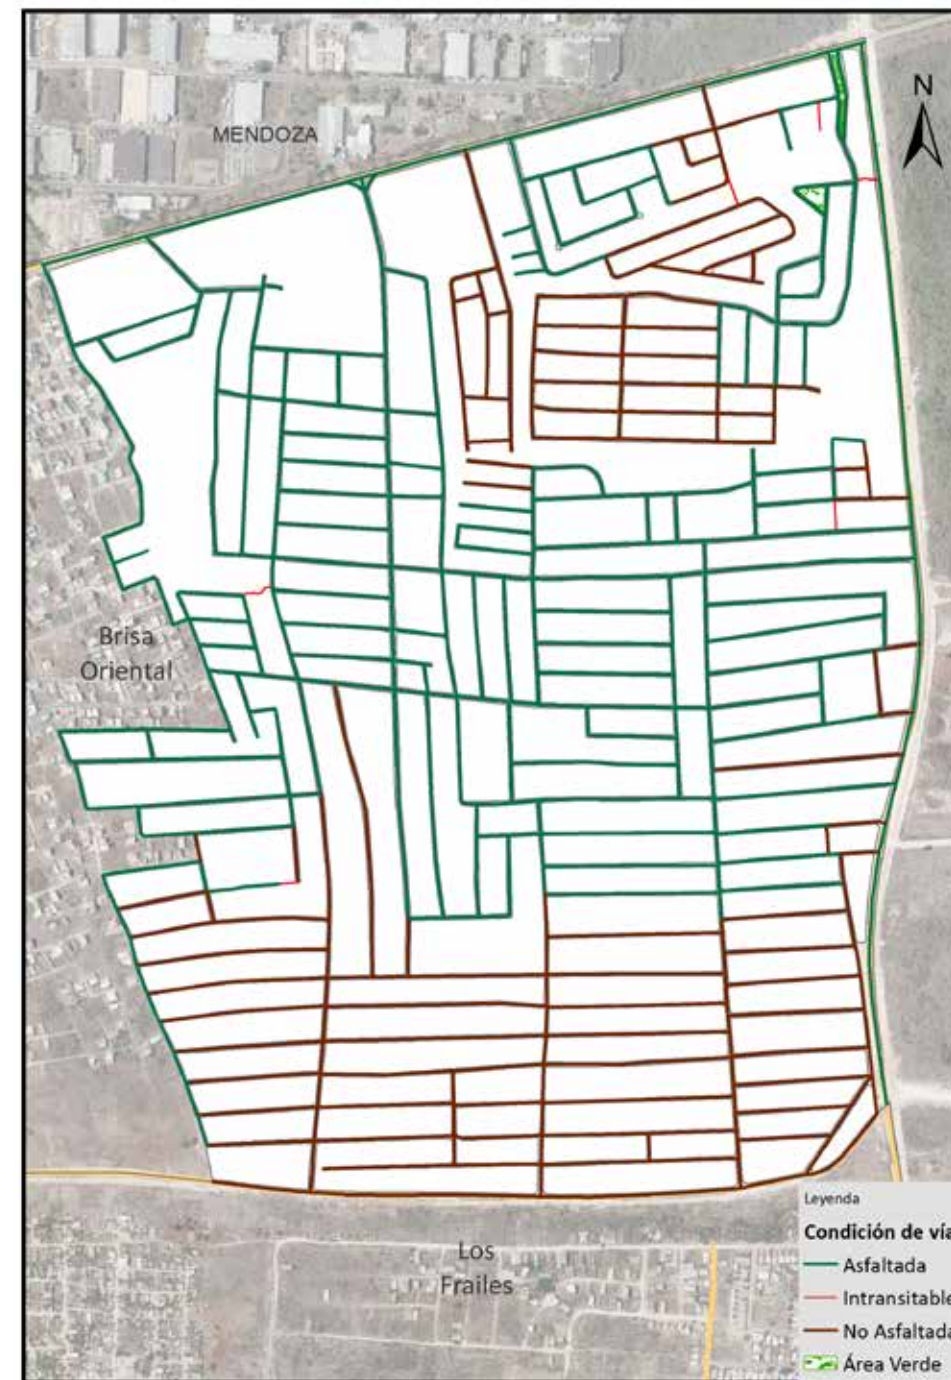 N
MENDOZA
Brisa
Oriental
Los
Frailes
Leyenda
Condición de vía
Asfaltada
Intransitable
No Asfaltada
Área Verde